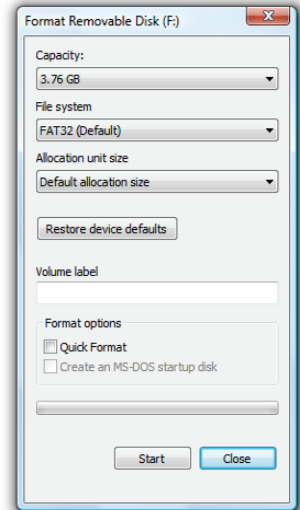 Format Removable Disk (F:)
Capacity:
3.76 GB
File system
FAT32 (Default)
Allocation unit size
Default allocation size
Restore device defaults
Volume label
Format options
Quick Format
Create an MS-DOS startup disk
Start Close